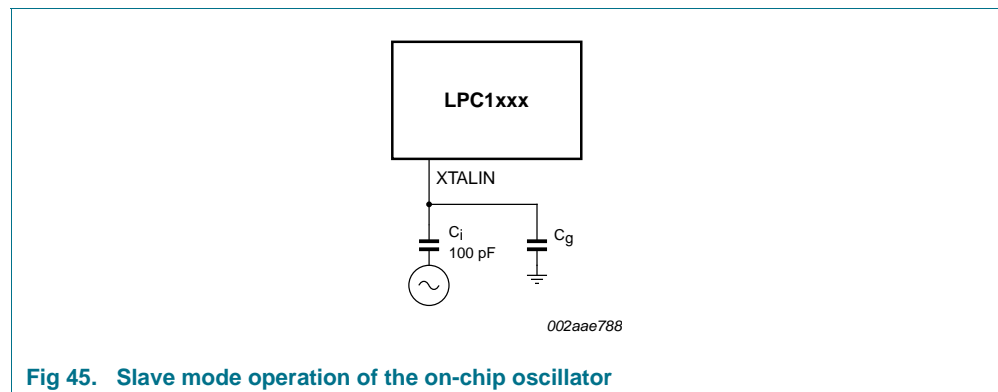 LPC1xxx
XTALIN
Ci
100 pF
Cg
002aae788
Fig 45. Slave mode operation of the on-chip oscillator